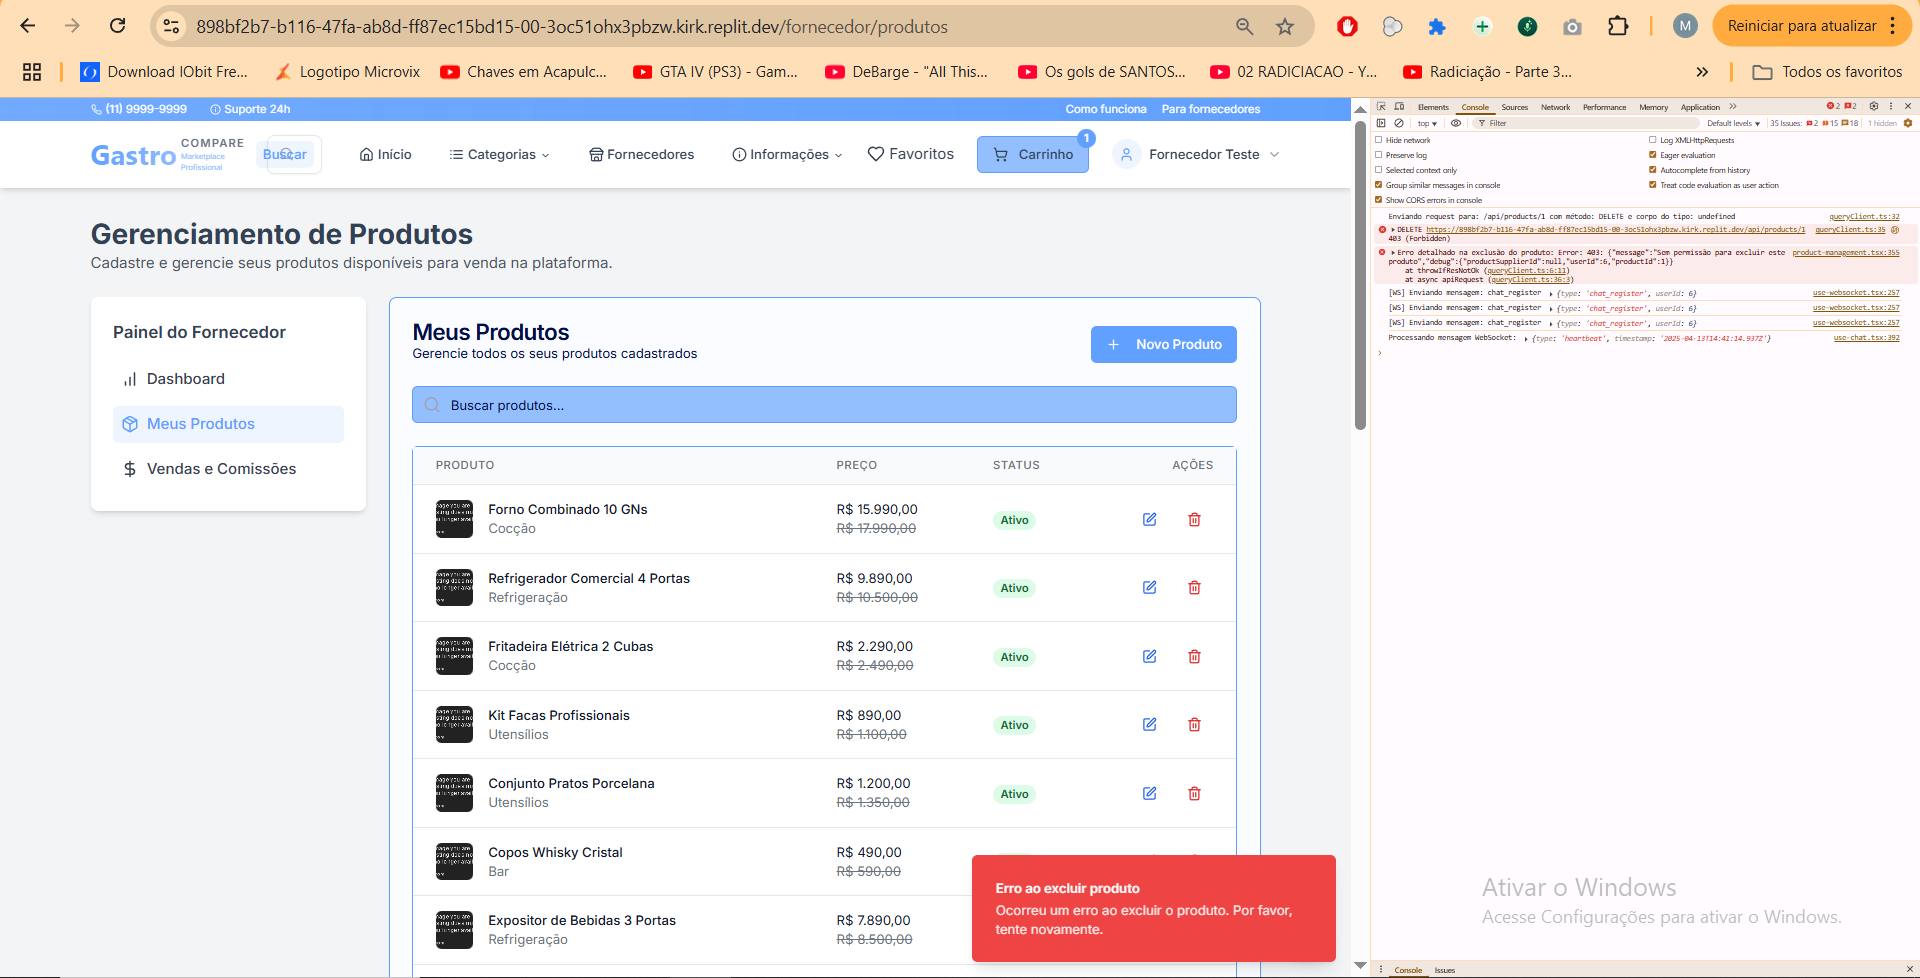 898bf2b7-b116-47fa-ab8d-ff87ec15bd15-00-3oc51ohx3pbzw.kirk.replit.dev/fornecedor/produtos
M
Reiniciar para atualizar
Download IObit Fre...
Logotipo Microvix
Chaves em Acapulc...
GTA IV (PS3) - Gam...
DeBarge - "All This...
Os gols de SANTOS...
02 RADICIACAO - Y...
Radiciação - Parte 3...
Todos os favoritos
(11) 9999-9999
Suporte 24h
Como funciona
Para fornecedores
Gastro
COMPARE
Marketplace
Profissional
Buscar
Início
Categorias
Fornecedores
Informações
Favoritos
Carrinho
1
Fornecedor Teste
Gerenciamento de Produtos
Cadastre e gerencie seus produtos disponíveis para venda na plataforma.
Painel do Fornecedor
Dashboard
Meus Produtos
Vendas e Comissões
Meus Produtos
Gerencie todos os seus produtos cadastrados
+ Novo Produto
Buscar produtos...
PRODUTO PREÇO STATUS AÇÕES
Forno Combinado 10 GNs
Cocção
R$ 15.990,00
R$ 17.990,00
Ativo
Refrigerador Comercial 4 Portas
Refrigeração
R$ 9.890,00
R$ 10.500,00
Ativo
Fritadeira Elétrica 2 Cubas
Cocção
R$ 2.290,00
R$ 2.490,00
Ativo
Kit Facas Profissionais
Utensílios
R$ 890,00
R$ 1.100,00
Ativo
Conjunto Pratos Porcelana
Utensílios
R$ 1.200,00
R$ 1.350,00
Ativo
Copos Whisky Cristal
Bar
R$ 490,00
R$ 590,00
Expositor de Bebidas 3 Portas
Refrigeração
R$ 7.890,00
R$ 8.500,00
Erro ao excluir produto
Ocorreu um erro ao excluir o produto. Por favor,
tente novamente.
Elements Console Sources Network Performance Memory Application 2 2
top Filter Default levels 35 Issues: 2 15 18 1 hidden
Hide network
Log XMLHttpRequests
Preserve log
Eager evaluation
Selected context only
Autocomplete from history
Group similar messages in console
Treat code evaluation as user action
Show CORS errors in console
Enviando request para: /api/products/1 com método: DELETE e corpo do tipo: undefined queryClient.ts:32
DELETE https://898bf2b7-b116-47fa-ab8d-ff87ec15bd15-00-3oc51ohx3pbzw.kirk.replit.dev/api/products/1 queryClient.ts:35
403 (Forbidden)
Erro detalhado na exclusão do produto: Error: 403: {"message":"Sem permissão para excluir este product-management.tsx:355
produto","debug":{"productSupplierId":null,"userId":6,"productId":1}}
at throwIfResNotOk (queryClient.ts:6:11)
at async apiRequest (queryClient.ts:36:3)
[WS] Enviando mensagem: chat_register {type: 'chat_register', userId: 6} use-websocket.tsx:257
[WS] Enviando mensagem: chat_register {type: 'chat_register', userId: 6} use-websocket.tsx:257
[WS] Enviando mensagem: chat_register {type: 'chat_register', userId: 6} use-websocket.tsx:257
Processando mensagem WebSocket: {type: 'heartbeat', timestamp: '2025-04-13T14:41:14.937Z'} use-chat.tsx:392
Ativar o Windows
Acesse Configurações para ativar o Windows.
Console Issues